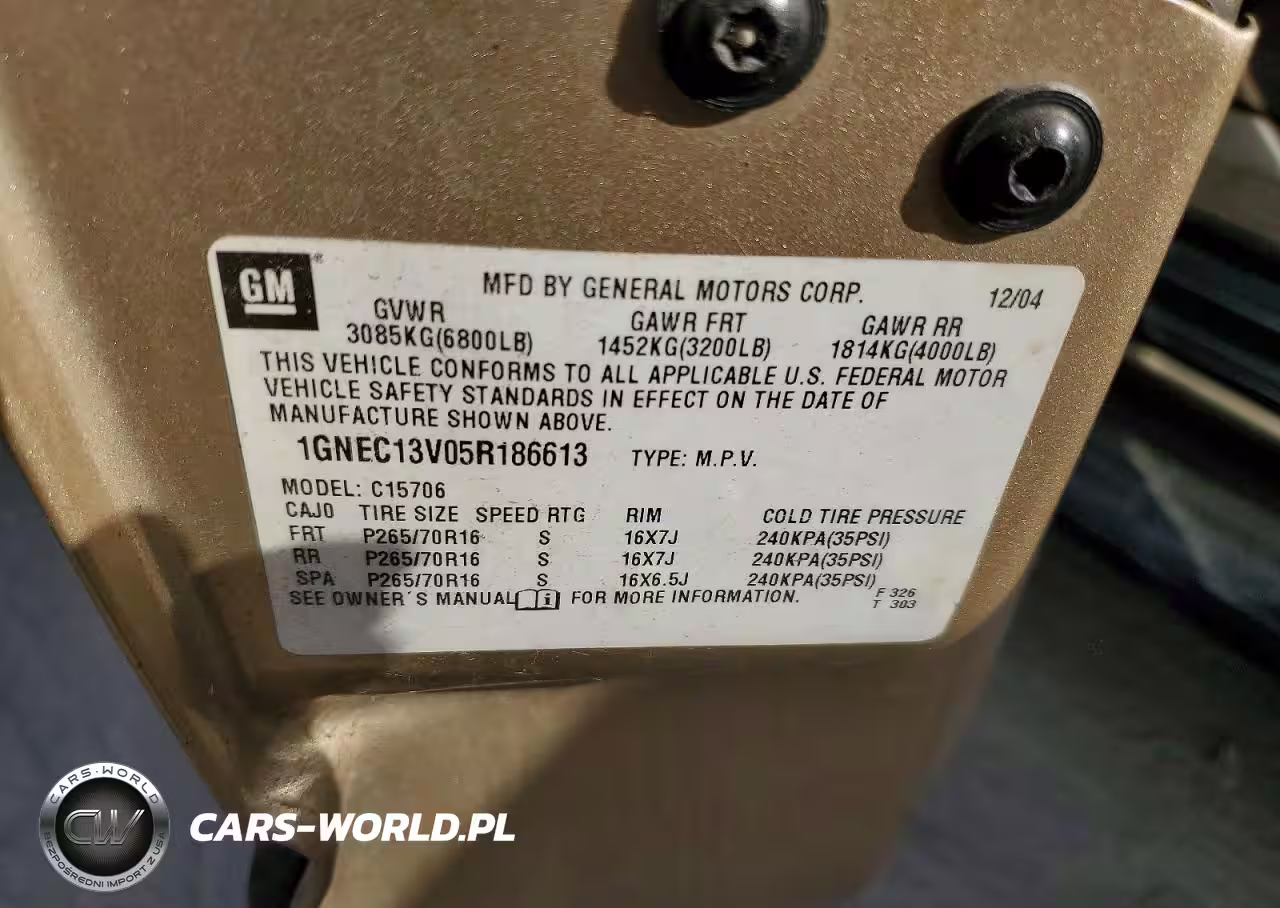 GM®
MFD BY GENERAL MOTORS CORP. 12/04
GVWR GAWR FRT GAWR RR
3085KG(6800LB) 1452KG(3200LB) 1814KG(4000LB)
THIS VEHICLE CONFORMS TO ALL APPLICABLE U.S. FEDERAL MOTOR
VEHICLE SAFETY STANDARDS IN EFFECT ON THE DATE OF
MANUFACTURE SHOWN ABOVE.
1GNEC13V05R186613 TYPE: M.P.V.
MODEL: C15706
CAJ0 TIRE SIZE SPEED RTG RIM COLD TIRE PRESSURE
FRT P265/70R16 S 16X7J 240KPA(35PSI)
RR P265/70R16 S 16X7J 240KPA(35PSI)
SPA P265/70R16 S 16X6.5J 240KPA(35PSI)
SEE OWNER'S MANUAL i FOR MORE INFORMATION. F 326
T 303
CARS-WORLD
CW
BEZPOŚREDNI IMPORT Z USA
CARS-WORLD.PL